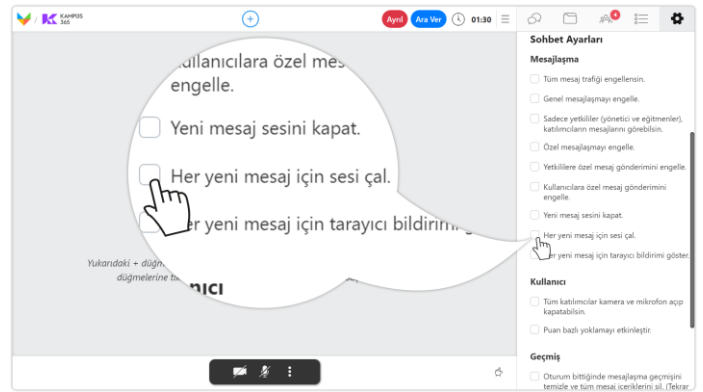 KAMPUS
365
Ayrıl
Ara Ver
01:30
4
Sohbet Ayarları
Mesajlaşma
Tüm mesaj trafiği engellensin.
Genel mesajlaşmayı engelle.
Sadece yetkililer (yönetici ve eğitmenler),
katılımcıların mesajlarını görebilsin.
Özel mesajlaşmayı engelle.
Yetkililere özel mesaj gönderimini engelle.
Kullanıcılara özel mesaj gönderimini
engelle.
Yeni mesaj sesini kapat.
Her yeni mesaj için sesi çal.
yeni mesaj için tarayıcı bildirimi göster.
Kullanıcı
Tüm katılımcılar kamera ve mikrofon açıp
kapatabilsin.
Puan bazlı yoklamayı etkinleştir.
Geçmiş
Oturum bittiğinde mesajlaşma geçmişini
temizle ve tüm mesaj içeriklerini sil. (Tekrar
ullanıcılara özel mes
engelle.
Yeni mesaj sesini kapat.
Her yeni mesaj için sesi çal.
er yeni mesaj için tarayıcı bildirimi g
nıcı
Yukarıdaki + düğm
düğmelerine